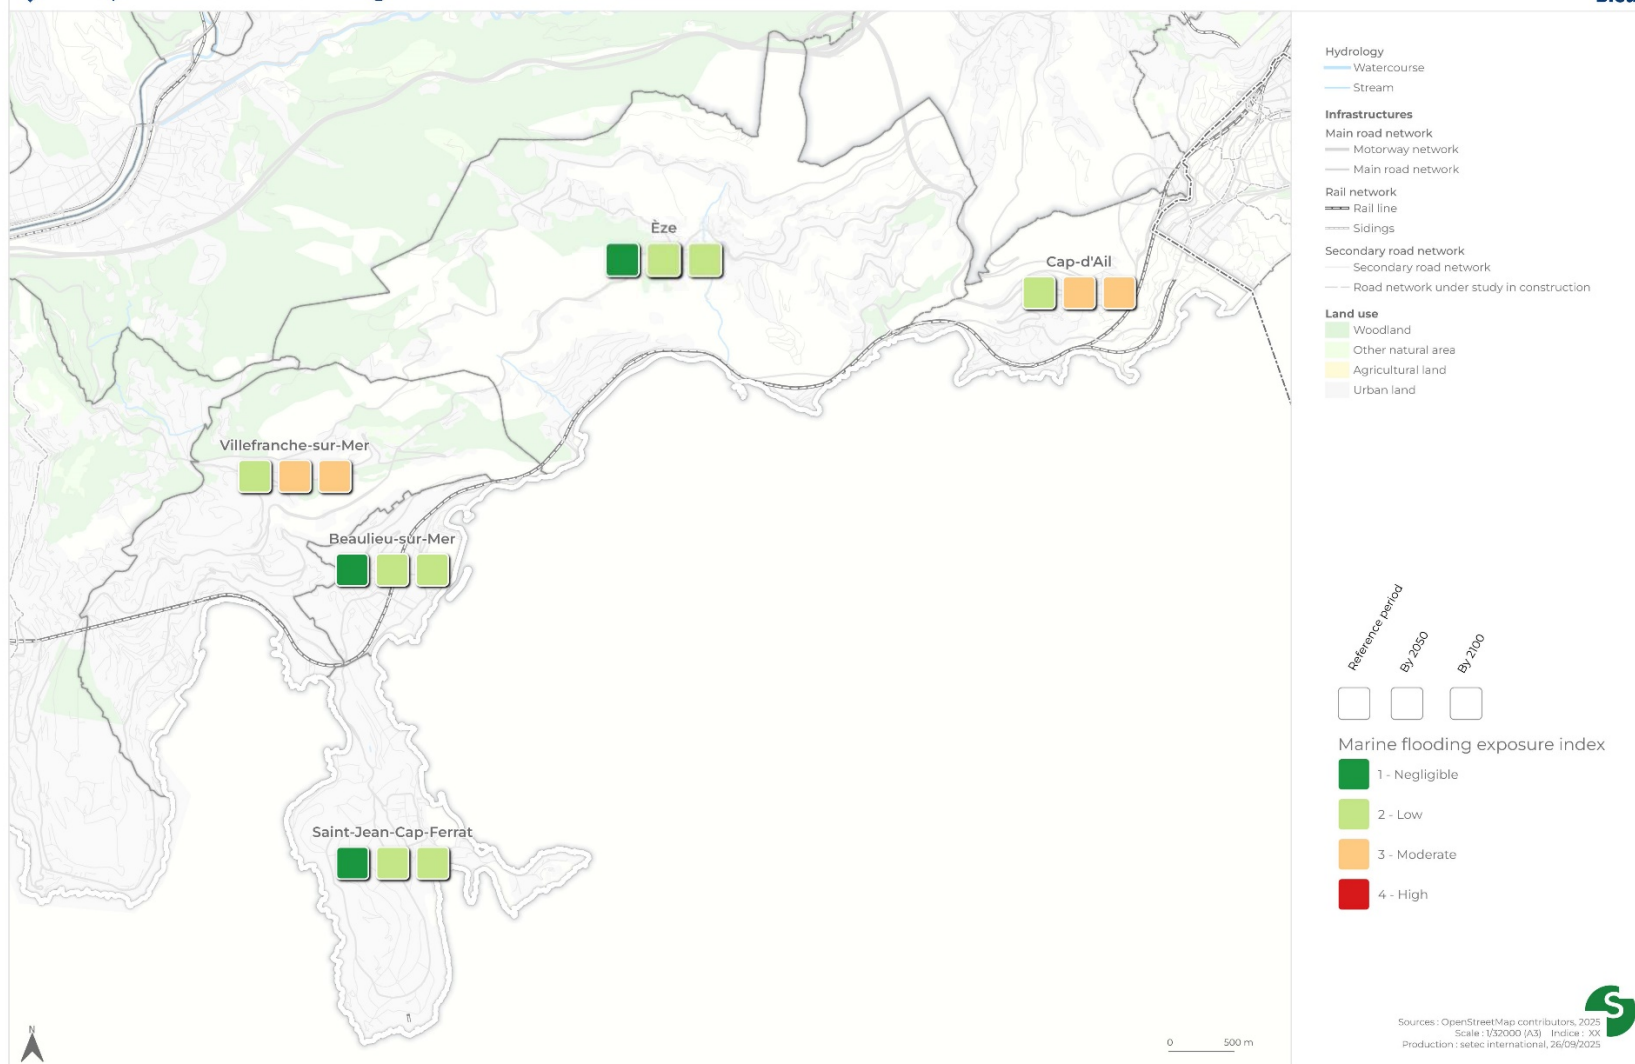 Èze
Cap-d'Ail
Villefranche-sur-Mer
Beaulieu-sur-Mer
Saint-Jean-Cap-Ferrat
N
0 500 m
Hydrology
Watercourse
Stream
Infrastructures
Main road network
Motorway network
Main road network
Rail network
Rail line
Sidings
Secondary road network
Secondary road network
Road network under study in construction
Land use
Woodland
Other natural area
Agricultural land
Urban land
Reference period
By 2050
By 2100
Marine flooding exposure index
1 - Negligible
2 - Low
3 - Moderate
4 - High
S
Sources : OpenStreetMap contributors, 2025
Scale : 1/32000 (A3) Indice : XX
Production : setec international, 26/09/2025